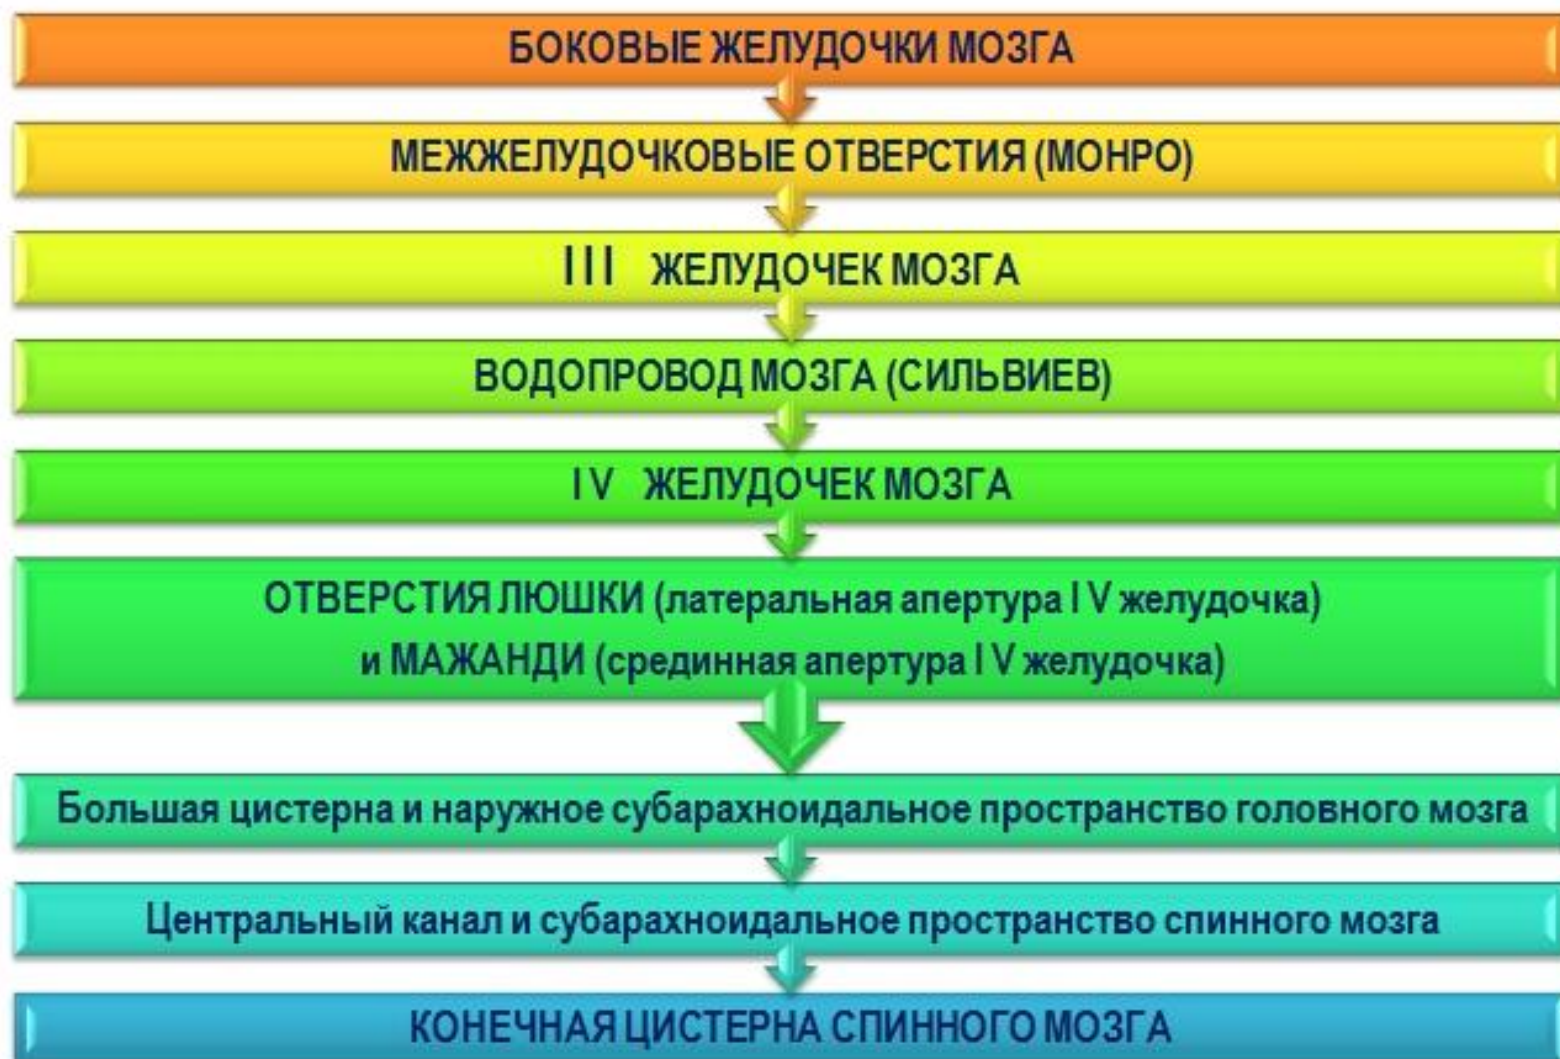 БОКОВЫЕ ЖЕЛУДОЧКИ МОЗГА
МЕЖЖЕЛУДОЧКОВЫЕ ОТВЕРСТИЯ (МОНРО)
III ЖЕЛУДОЧЕК МОЗГА
ВОДОПРОВОД МОЗГА (СИЛЬВИЕВ)
IV ЖЕЛУДОЧЕК МОЗГА
ОТВЕРСТИЯ ЛЮШКИ (латеральная апертура IV желудочка)
и МАЖАНДИ (срединная апертура IV желудочка)
Большая цистерна и наружное субарахноидальное пространство головного мозга
Центральный канал и субарахноидальное пространство спинного мозга
КОНЕЧНАЯ ЦИСТЕРНА СПИННОГО МОЗГА